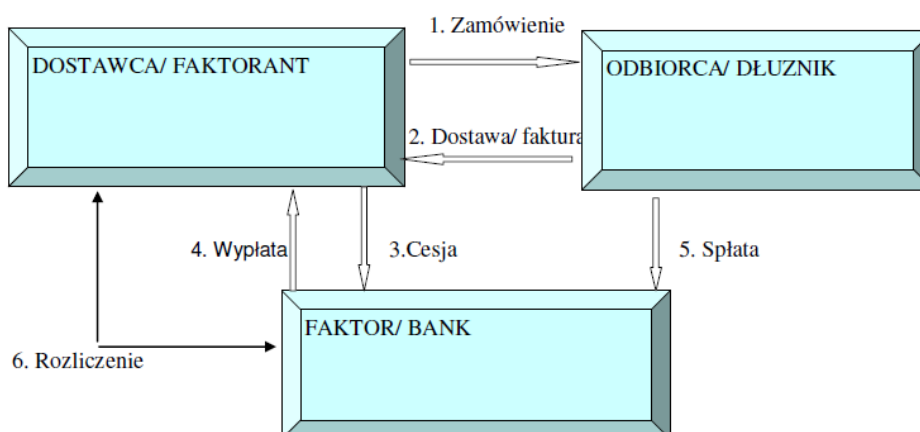 1. Zamówienie
DOSTAWCA/ FAKTORANT
ODBIORCA/ DŁUZNIK
2. Dostawa/ faktura
4. Wypłata
3.Cesja
5. Spłata
FAKTOR/ BANK
6. Rozliczenie